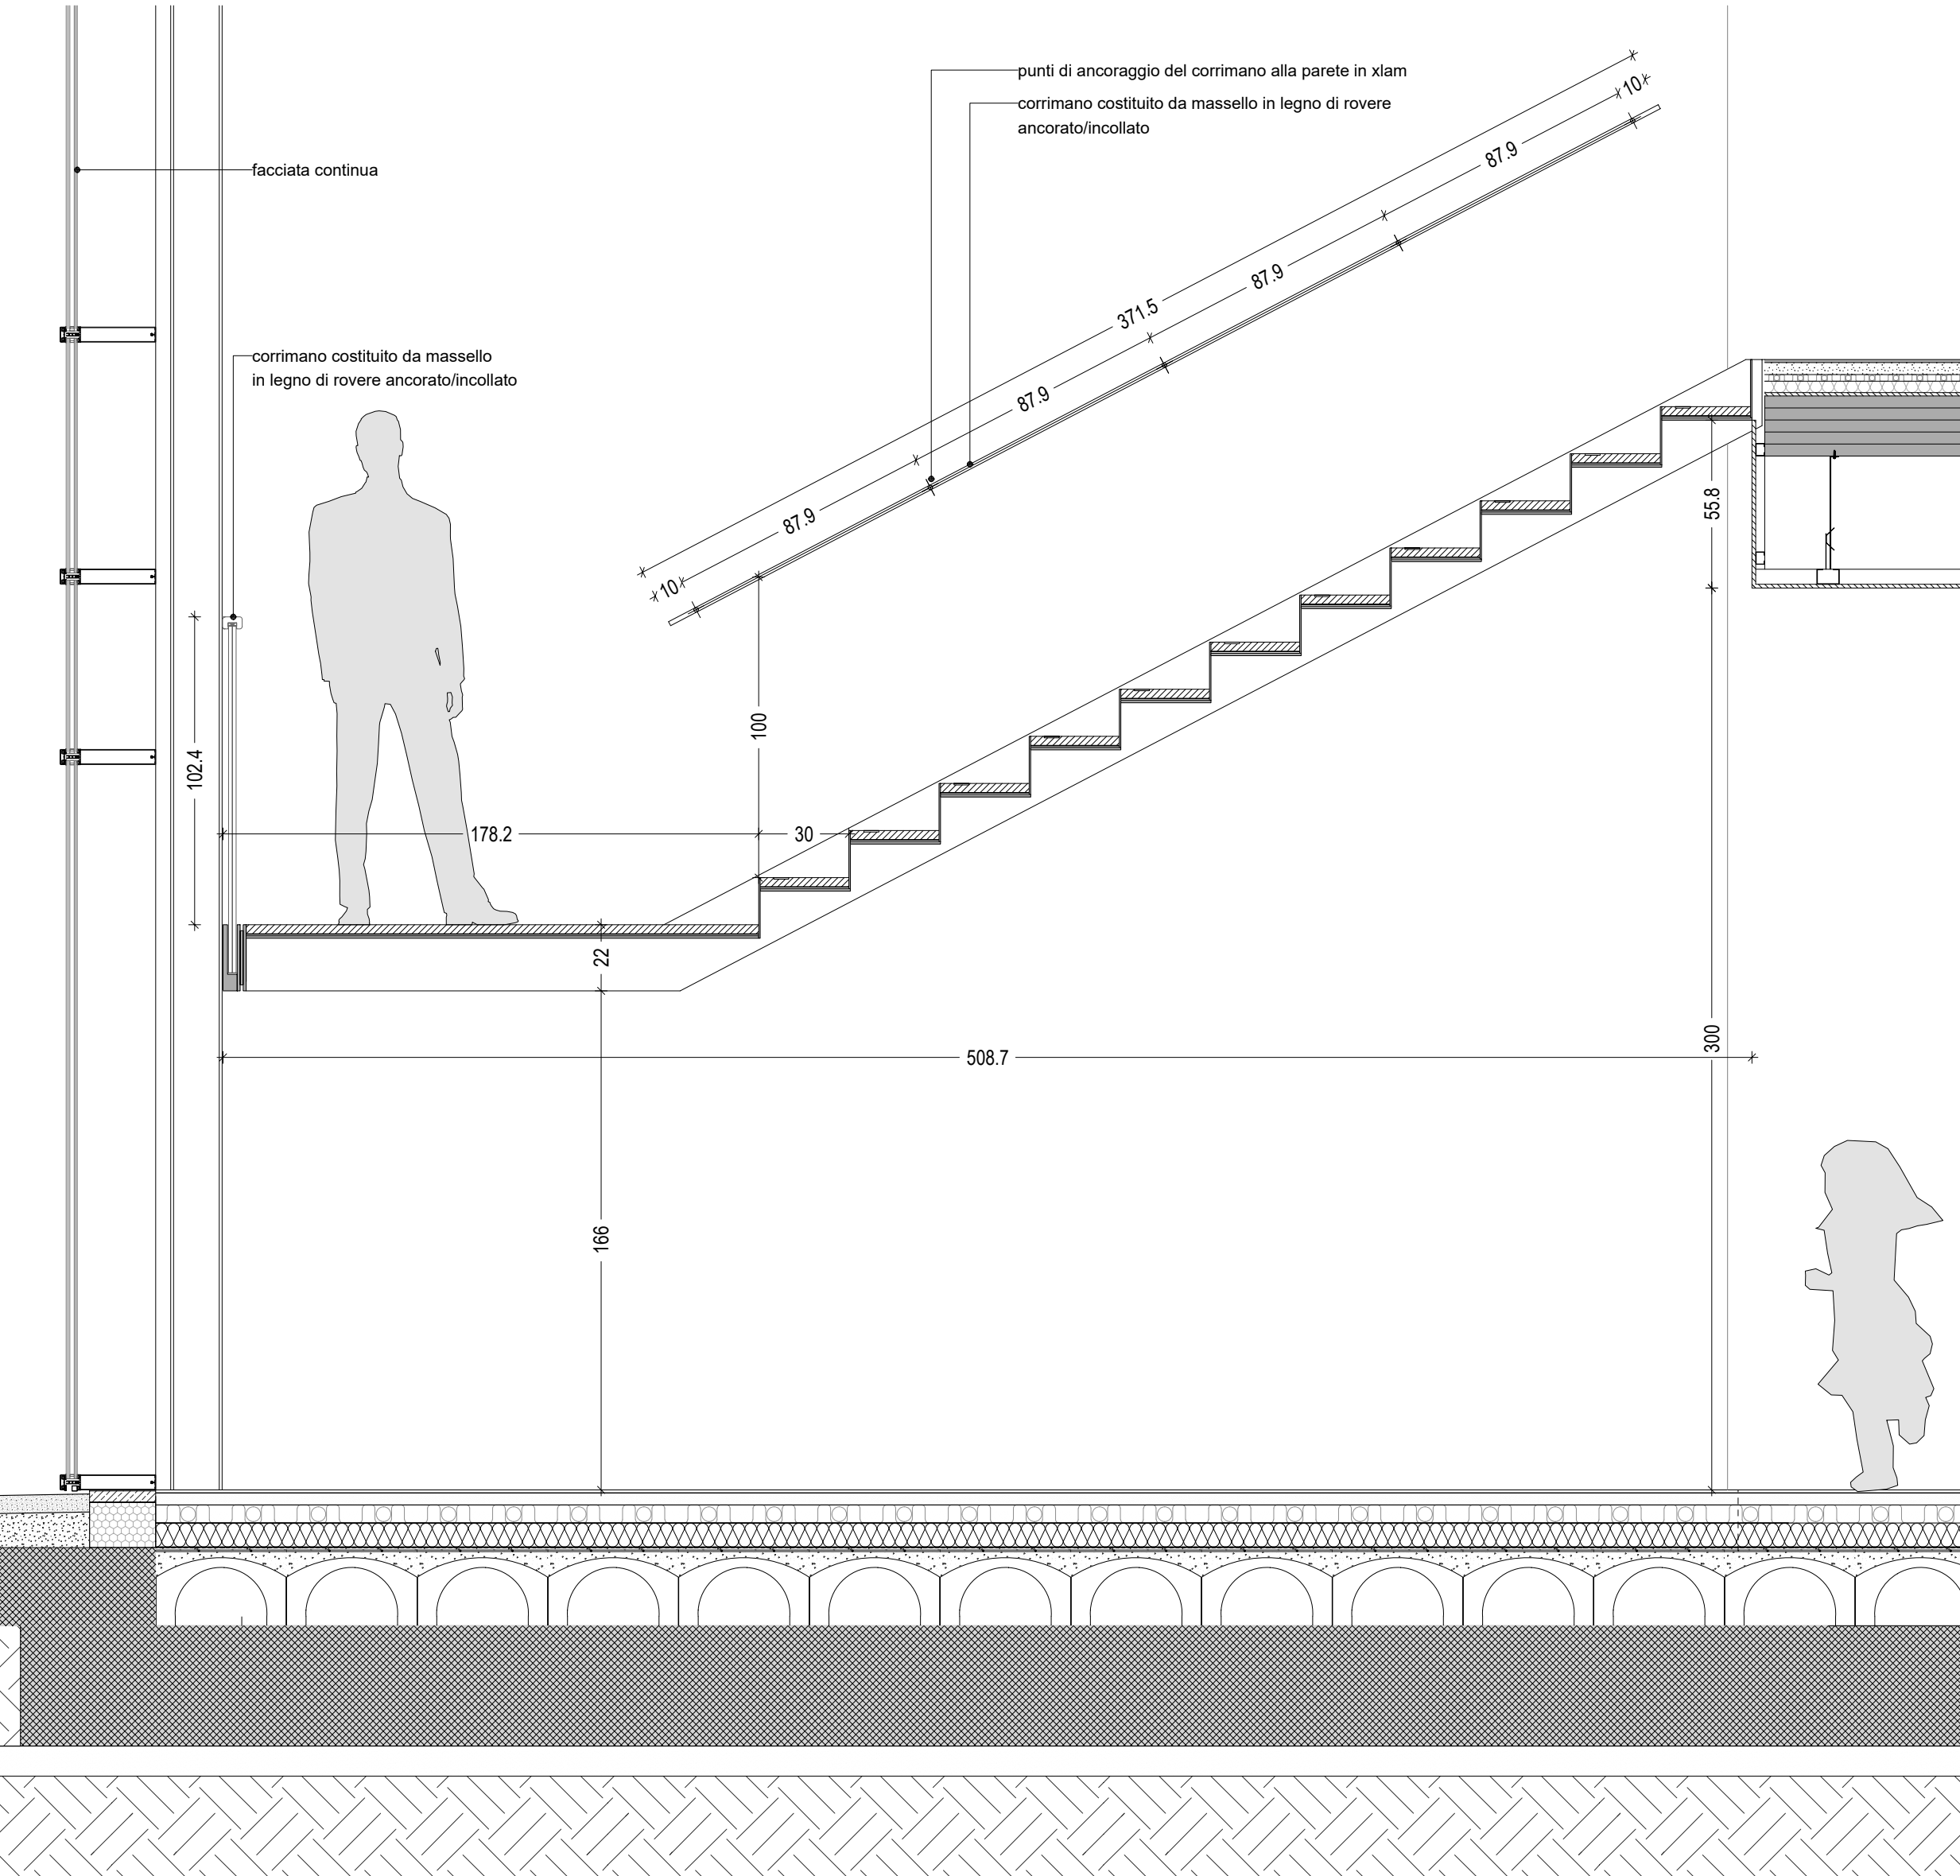 punti di ancoraggio del corrimano alla parete in xlam
corrimano costituito da massello in legno di rovere
ancorato/incollato
facciata continua
corrimano costituito da massello
in legno di rovere ancorato/incollato
10
87.9
87.9
371.5
87.9
87.9
10
55.8
100
102.4
178.2
30
22
300
508.7
166